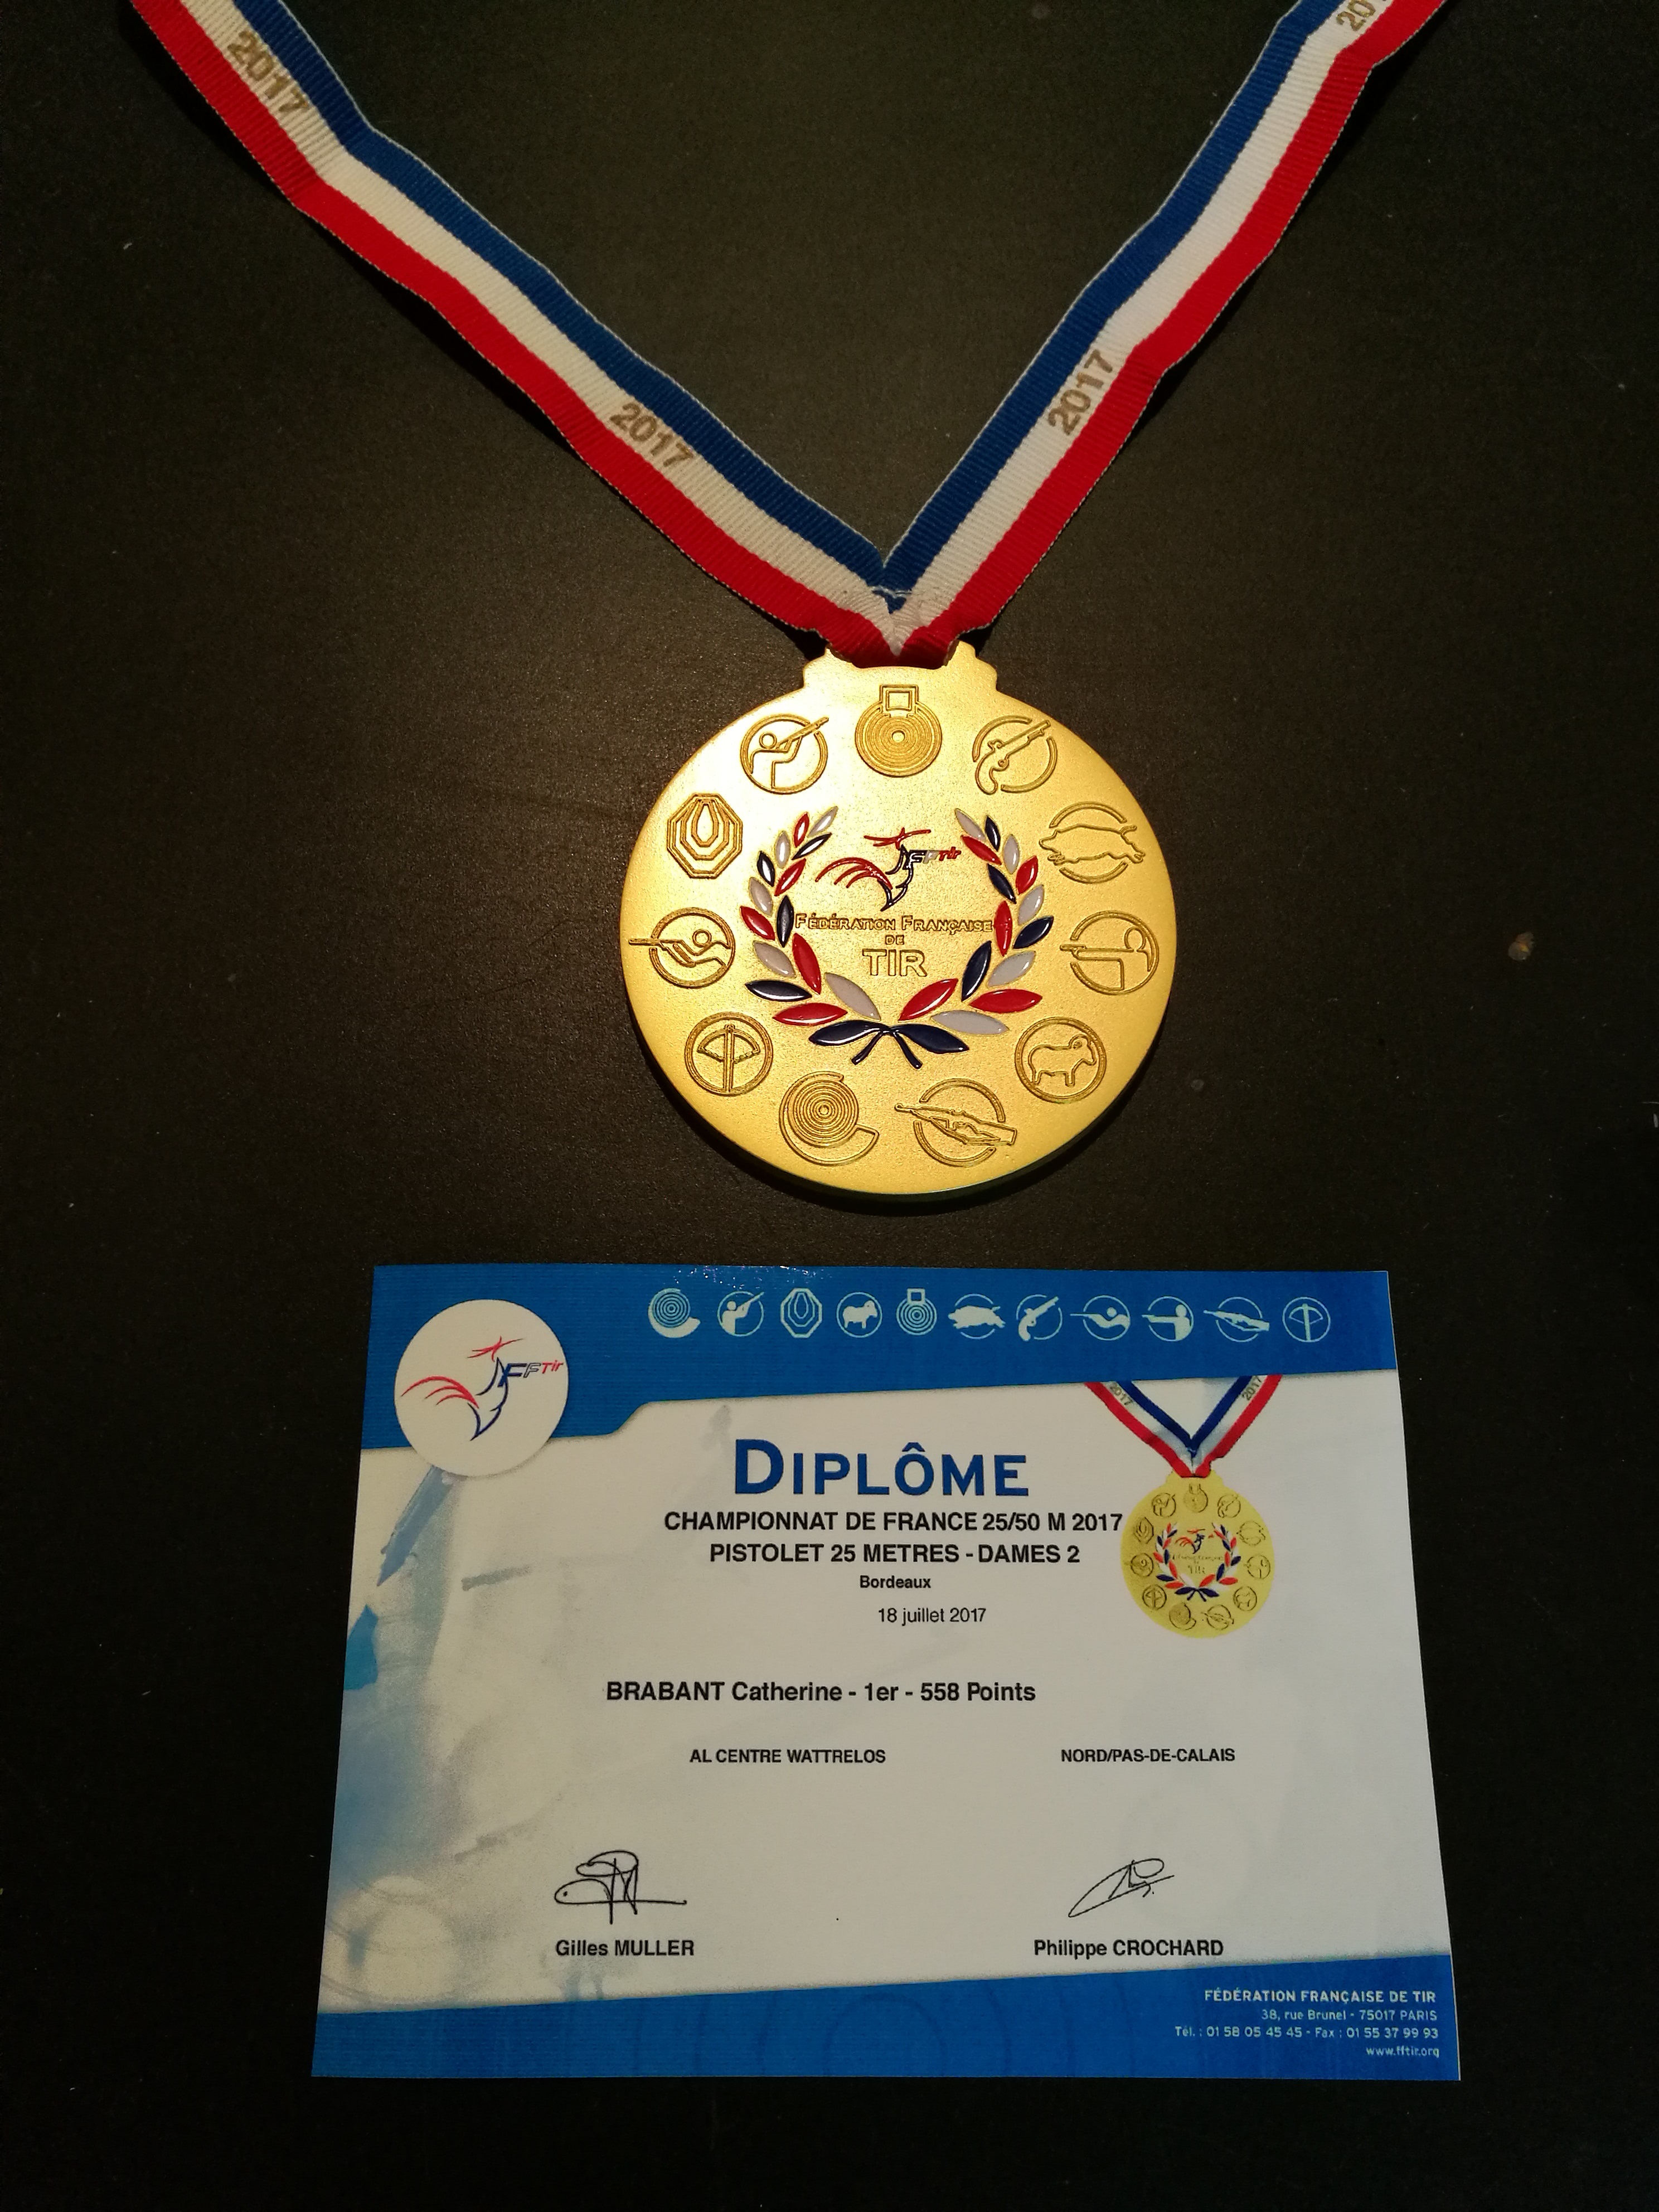 2017
20
2017
2017
FFTir
FÉDÉRATION FRANÇAISE
DE
TIR
FFTir
2017
2017
DIPLÔME
CHAMPIONNAT DE FRANCE 25/50 M 2017
PISTOLET 25 METRES - DAMES 2
Bordeaux
18 juillet 2017
TIR
BRABANT Catherine - 1er - 558 Points
AL CENTRE WATTRELOS NORD/PAS-DE-CALAIS
Gilles MULLER Philippe CROCHARD
FÉDÉRATION FRANÇAISE DE TIR
38, rue Brunel - 75017 PARIS
Tél. : 01 58 05 45 45 - Fax : 01 55 37 99 93
www.fftir.org